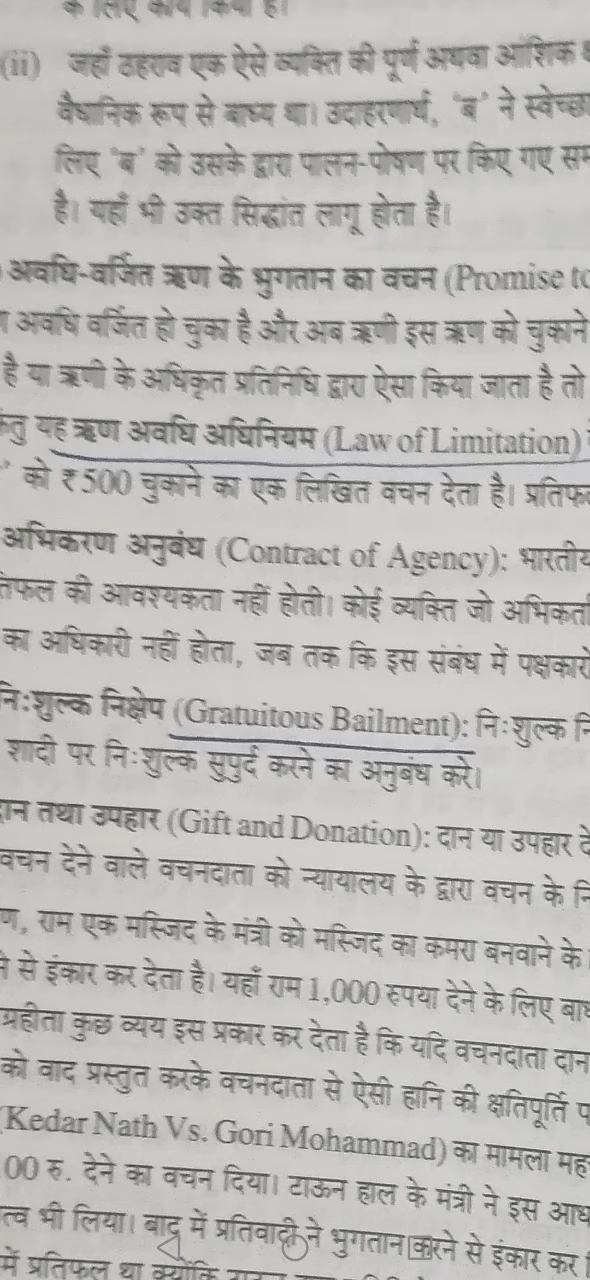 के लिए कार्य किया है।
(ii) जहाँ ठहराव एक ऐसे व्यक्ति की पूर्ण अथवा आंशिक
वैधानिक रूप से बाध्य था। उदाहरणार्थ, 'ब' ने स्वेच्छा
लिए 'ब' को उसके द्वारा पालन-पोषण पर किए गए सम
है। यहाँ भी उक्त सिद्धांत लागू होता है।
अवधि-वर्जित ऋण के भुगतान का वचन (Promise to
अवधि वर्जित हो चुका है और अब ऋणी इस ऋण को चुकाने
है या ऋणी के अधिकृत प्रतिनिधि द्वारा ऐसा किया जाता है तो
यह ऋण अवधि अधिनियम (Law of Limitation)
' को ₹500 चुकाने का एक लिखित वचन देता है। प्रतिफ
अभिकरण अनुबंध (Contract of Agency): भारतीय
तिफल की आवश्यकता नहीं होती। कोई व्यक्ति जो अभिकर्ता
का अधिकारी नहीं होता, जब तक कि इस संबंध में पक्षकारो
निःशुल्क निक्षेप (Gratuitous Bailment): निःशुल्क नि
शादी पर निःशुल्क सुपुर्द करने का अनुबंध करे।
दान तथा उपहार (Gift and Donation): दान या उपहार दे
वचन देने वाले वचनदाता को न्यायालय के द्वारा वचन के नि
ण, राम एक मस्जिद के मंत्री को मस्जिद का कमरा बनवाने के
ने से इंकार कर देता है। यहाँ राम 1,000 रुपया देने के लिए बाध
ग्रहीता कुछ व्यय इस प्रकार कर देता है कि यदि वचनदाता दान
को वाद प्रस्तुत करके वचनदाता से ऐसी हानि की क्षतिपूर्ति प
(Kedar Nath Vs. Gori Mohammad) का मामला मह
00 रु. देने का वचन दिया। टाऊन हाल के मंत्री ने इस आध
त्व भी लिया। बाद में प्रतिवादी ने भुगतान करने से इंकार कर
में प्रतिफल था क्योंकि